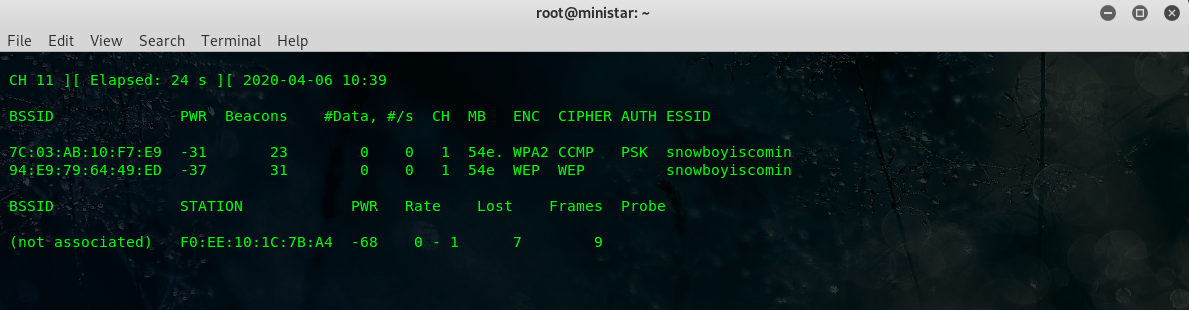 root@ministar: ~
File Edit View Search Terminal Help
CH 11 ][ Elapsed: 24 s ][ 2020-04-06 10:39
BSSID PWR Beacons #Data, #/s CH MB ENC CIPHER AUTH ESSID
7C:03:AB:10:F7:E9 -31 23 0 0 1 54e. WPA2 CCMP PSK snowboyiscomin
94:E9:79:64:49:ED -37 31 0 0 1 54e WEP WEP snowboyiscomin
BSSID STATION PWR Rate Lost Frames Probe
(not associated) F0:EE:10:1C:7B:A4 -68 0 - 1 7 9